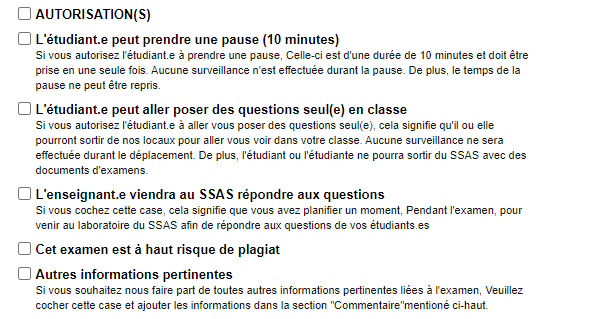 AUTORISATION(S)
L'étudiant.e peut prendre une pause (10 minutes)
Si vous autorisez l'étudiant.e à prendre une pause, Celle-ci est d'une durée de 10 minutes et doit être
prise en une seule fois. Aucune surveillance n'est effectuée durant la pause. De plus, le temps de la
pause ne peut être repris.
L'étudiant.e peut aller poser des questions seul(e) en classe
Si vous autorisez l'étudiant.e à aller vous poser des questions seul(e), cela signifie qu'il ou elle
pourront sortir de nos locaux pour aller vous voir dans votre classe. Aucune surveillance ne sera
effectuée durant le déplacement. De plus, l'étudiant ou l'étudiante ne pourra sortir du SSAS avec des
documents d'examens.
L'enseignant.e viendra au SSAS répondre aux questions
Si vous cochez cette case, cela signifie que vous avez planifier un moment, Pendant l'examen, pour
venir au laboratoire du SSAS afin de répondre aux questions de vos étudiants.es
Cet examen est à haut risque de plagiat
Autres informations pertinentes
Si vous souhaitez nous faire part de toutes autres informations pertinentes liées à l'examen, Veuillez
cocher cette case et ajouter les informations dans la section "Commentaire"mentioné ci-haut.